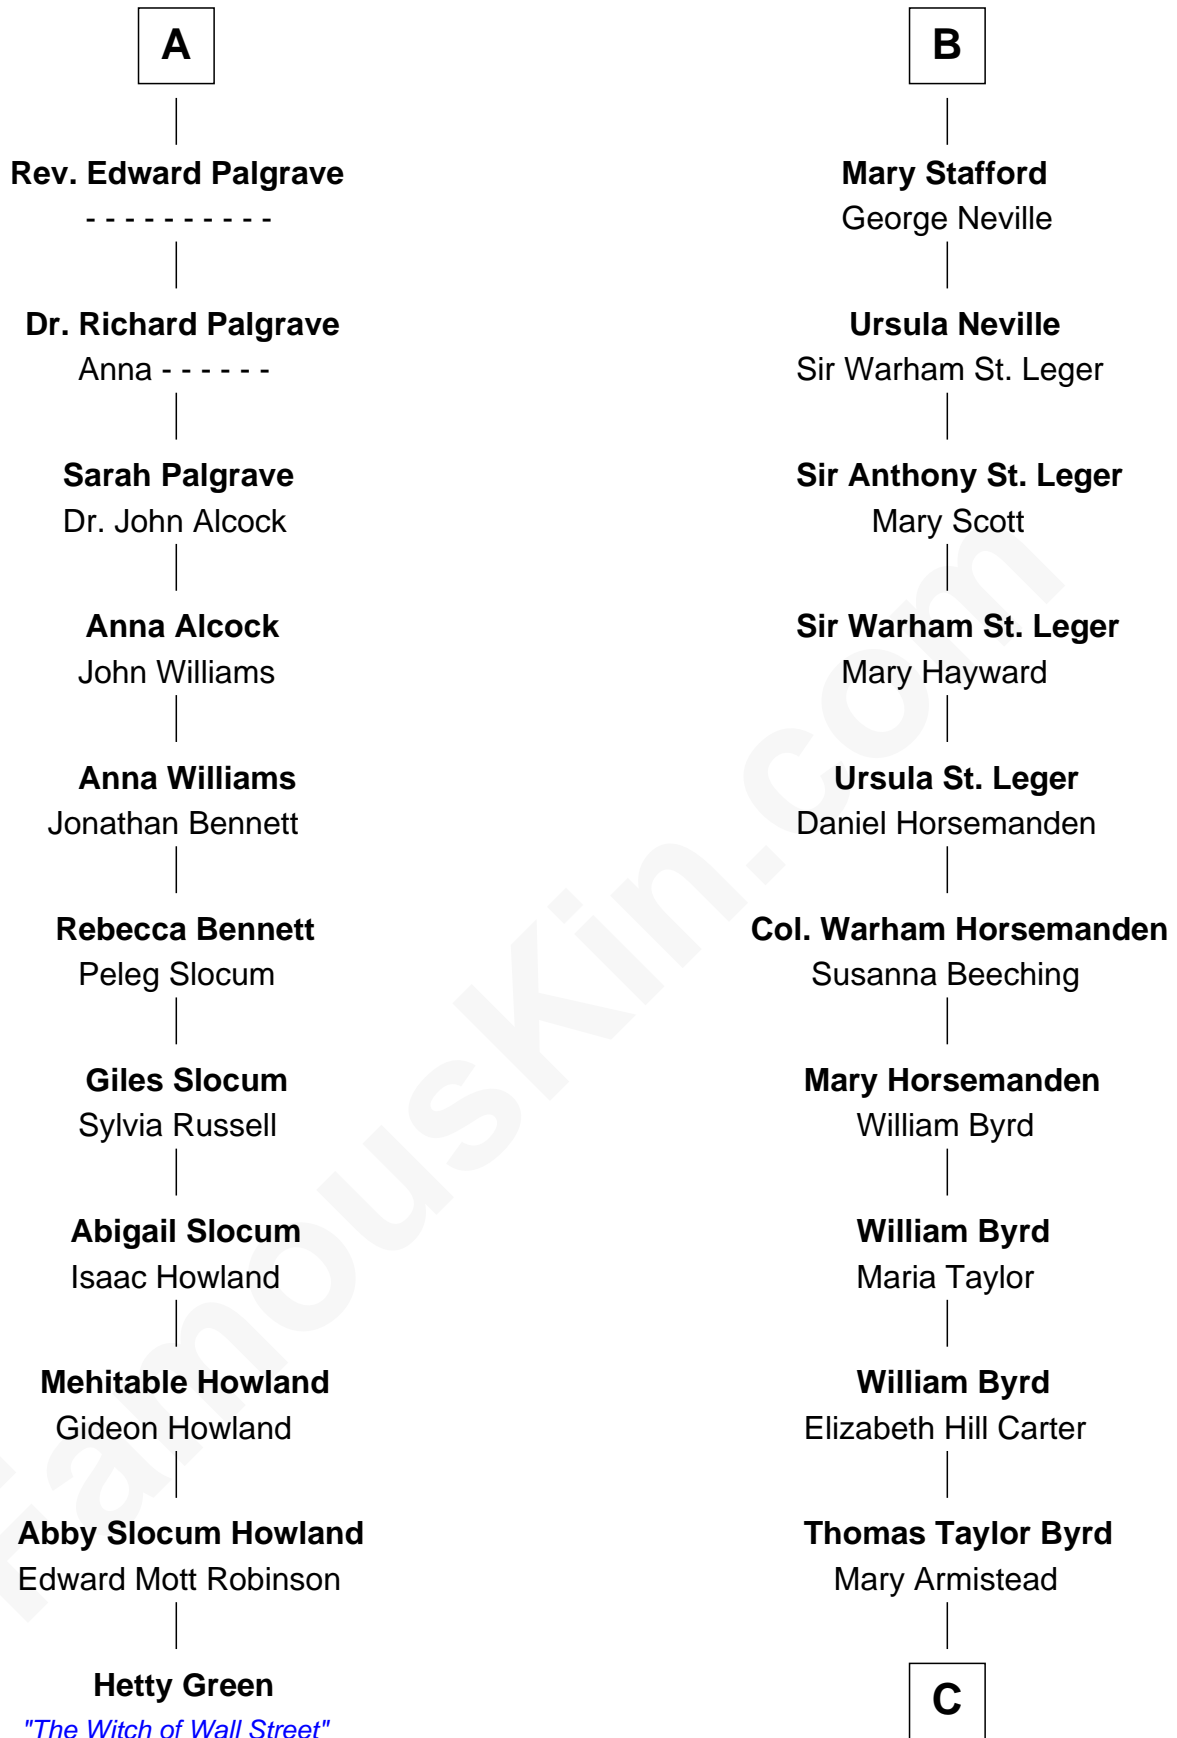 A
Rev. Edward Palgrave
- - - - - - - - - -
Dr. Richard Palgrave
Anna - - - - - -
Sarah Palgrave
Dr. John Alcock
Anna Alcock
John Williams
Anna Williams
Jonathan Bennett
Rebecca Bennett
Peleg Slocum
Giles Slocum
Sylvia Russell
Abigail Slocum
Isaac Howland
Mehitable Howland
Gideon Howland
Abby Slocum Howland
Edward Mott Robinson
Hetty Green
"The Witch of Wall Street"
B
Mary Stafford
George Neville
Ursula Neville
Sir Warham St. Leger
Sir Anthony St. Leger
Mary Scott
Sir Warham St. Leger
Mary Hayward
Ursula St. Leger
Daniel Horsemanden
Col. Warham Horsemanden
Susanna Beeching
Mary Horsemanden
William Byrd
William Byrd
Maria Taylor
William Byrd
Elizabeth Hill Carter
Thomas Taylor Byrd
Mary Armistead
C
FamousKin.com